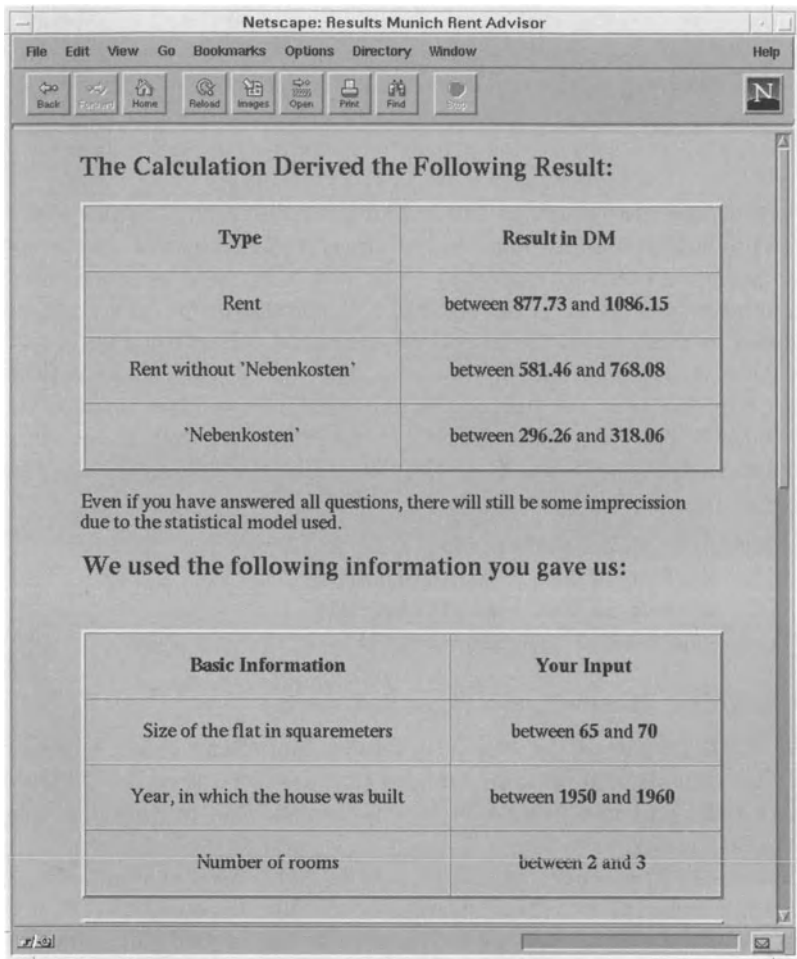 Netscape: Results Munich Rent Advisor
File Edit View Go Bookmarks Options Directory Window Help
Back Forward Home Reload Images Open Print Find Stop
N
The Calculation Derived the Following Result:
Type Result in DM
Rent between 877.73 and 1086.15
Rent without `Nebenkosten` between 581.46 and 768.08
`Nebenkosten` between 296.26 and 318.06
Even if you have answered all questions, there will still be some imprecission
due to the statistical model used.
We used the following information you gave us:
Basic Information Your Input
Size of the flat in squaremeters between 65 and 70
Year, in which the house was built between 1950 and 1960
Number of rooms between 2 and 3